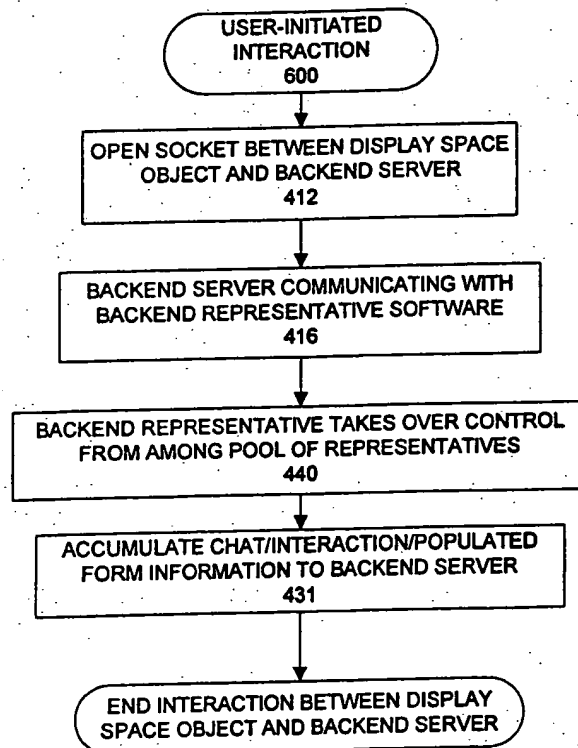 USER-INITIATED
INTERACTION
600
OPEN SOCKET BETWEEN DISPLAY SPACE
OBJECT AND BACKEND SERVER
412
BACKEND SERVER COMMUNICATING WITH
BACKEND REPRESENTATIVE SOFTWARE
416
BACKEND REPRESENTATIVE TAKES OVER CONTROL
FROM AMONG POOL OF REPRESENTATIVES
440
ACCUMULATE CHAT/INTERACTION/POPULATED
FORM INFORMATION TO BACKEND SERVER
431
END INTERACTION BETWEEN DISPLAY
SPACE OBJECT AND BACKEND SERVER